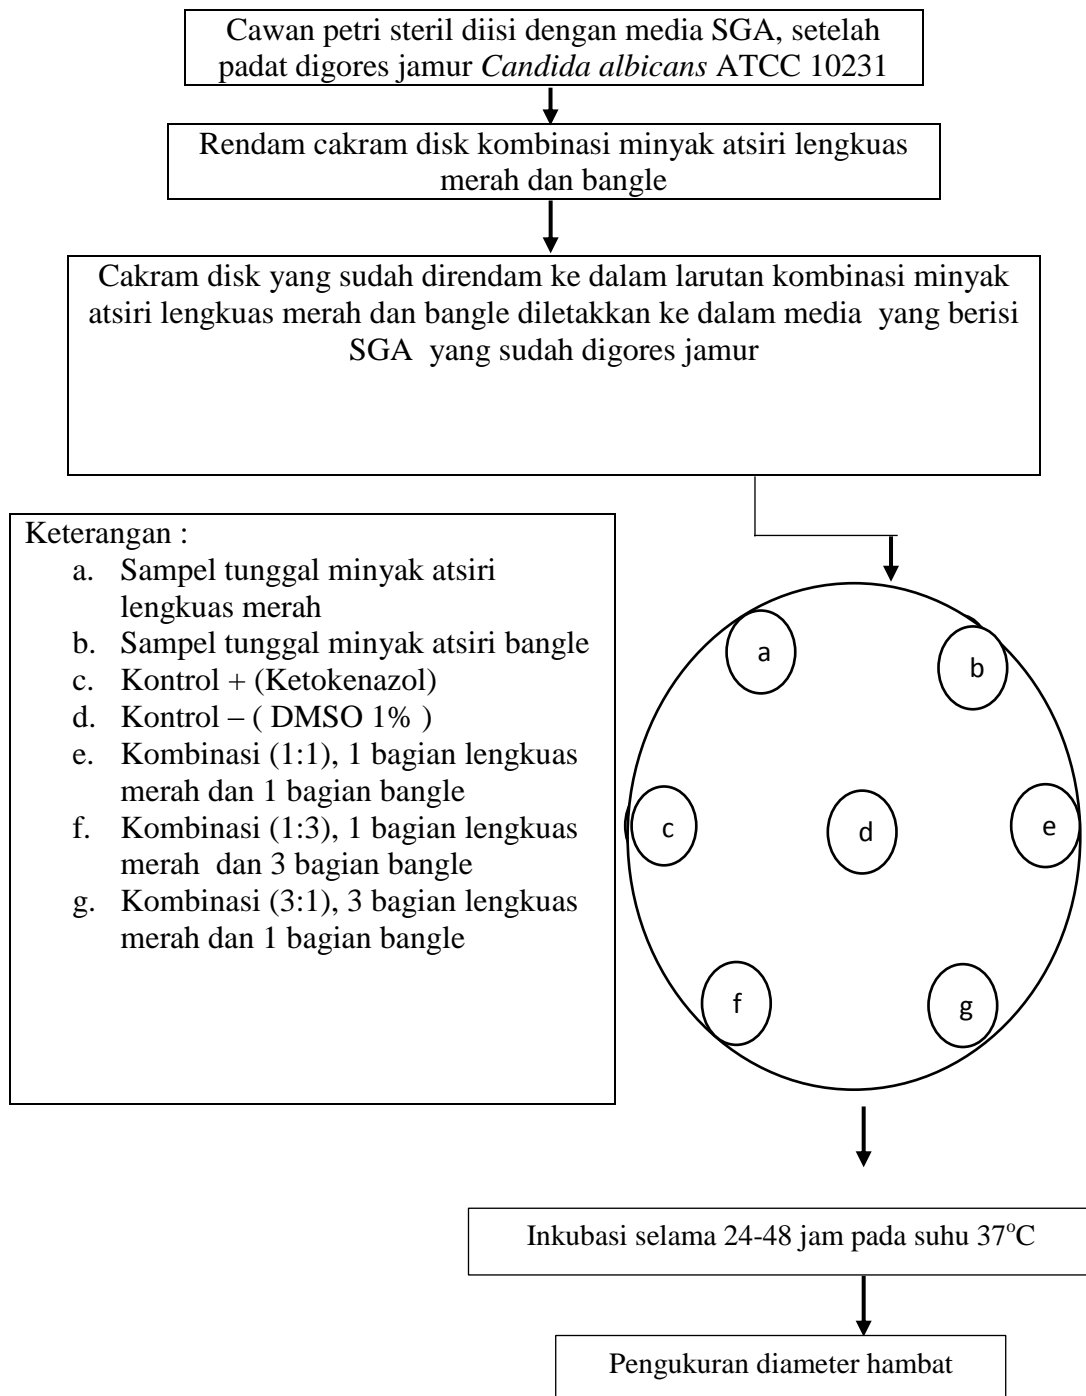 Cawan petri steril diisi dengan media SGA, setelah
padat digores jamur Candida albicans ATCC 10231
Rendam cakram disk kombinasi minyak atsiri lengkuas
merah dan bangle
Cakram disk yang sudah direndam ke dalam larutan kombinasi minyak
atsiri lengkuas merah dan bangle diletakkan ke dalam media yang berisi
SGA yang sudah digores jamur
Keterangan :
a. Sampel tunggal minyak atsiri
lengkuas merah
b. Sampel tunggal minyak atsiri bangle
c. Kontrol + (Ketokenazol)
d. Kontrol – ( DMSO 1% )
e. Kombinasi (1:1), 1 bagian lengkuas
merah dan 1 bagian bangle
f. Kombinasi (1:3), 1 bagian lengkuas
merah dan 3 bagian bangle
g. Kombinasi (3:1), 3 bagian lengkuas
merah dan 1 bagian bangle
a
b
c
d
e
f
g
Inkubasi selama 24-48 jam pada suhu 37°C
Pengukuran diameter hambat